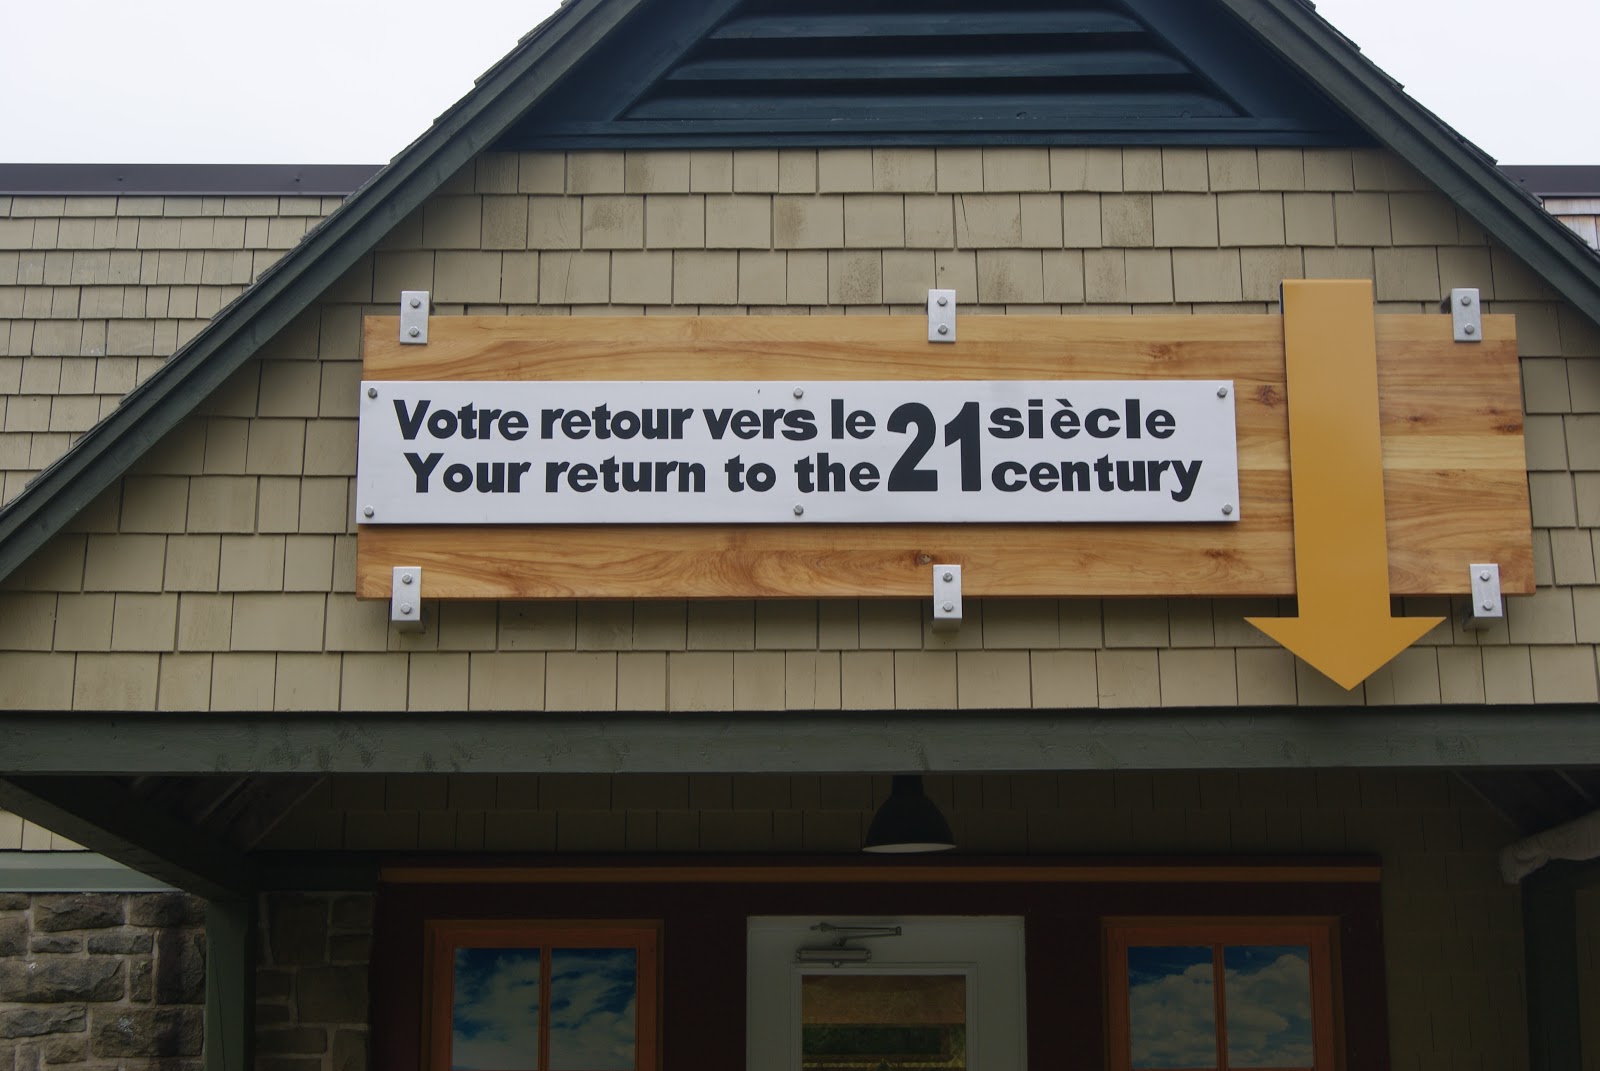 Votre retour vers le 21 siècle
Your return to the 21 century